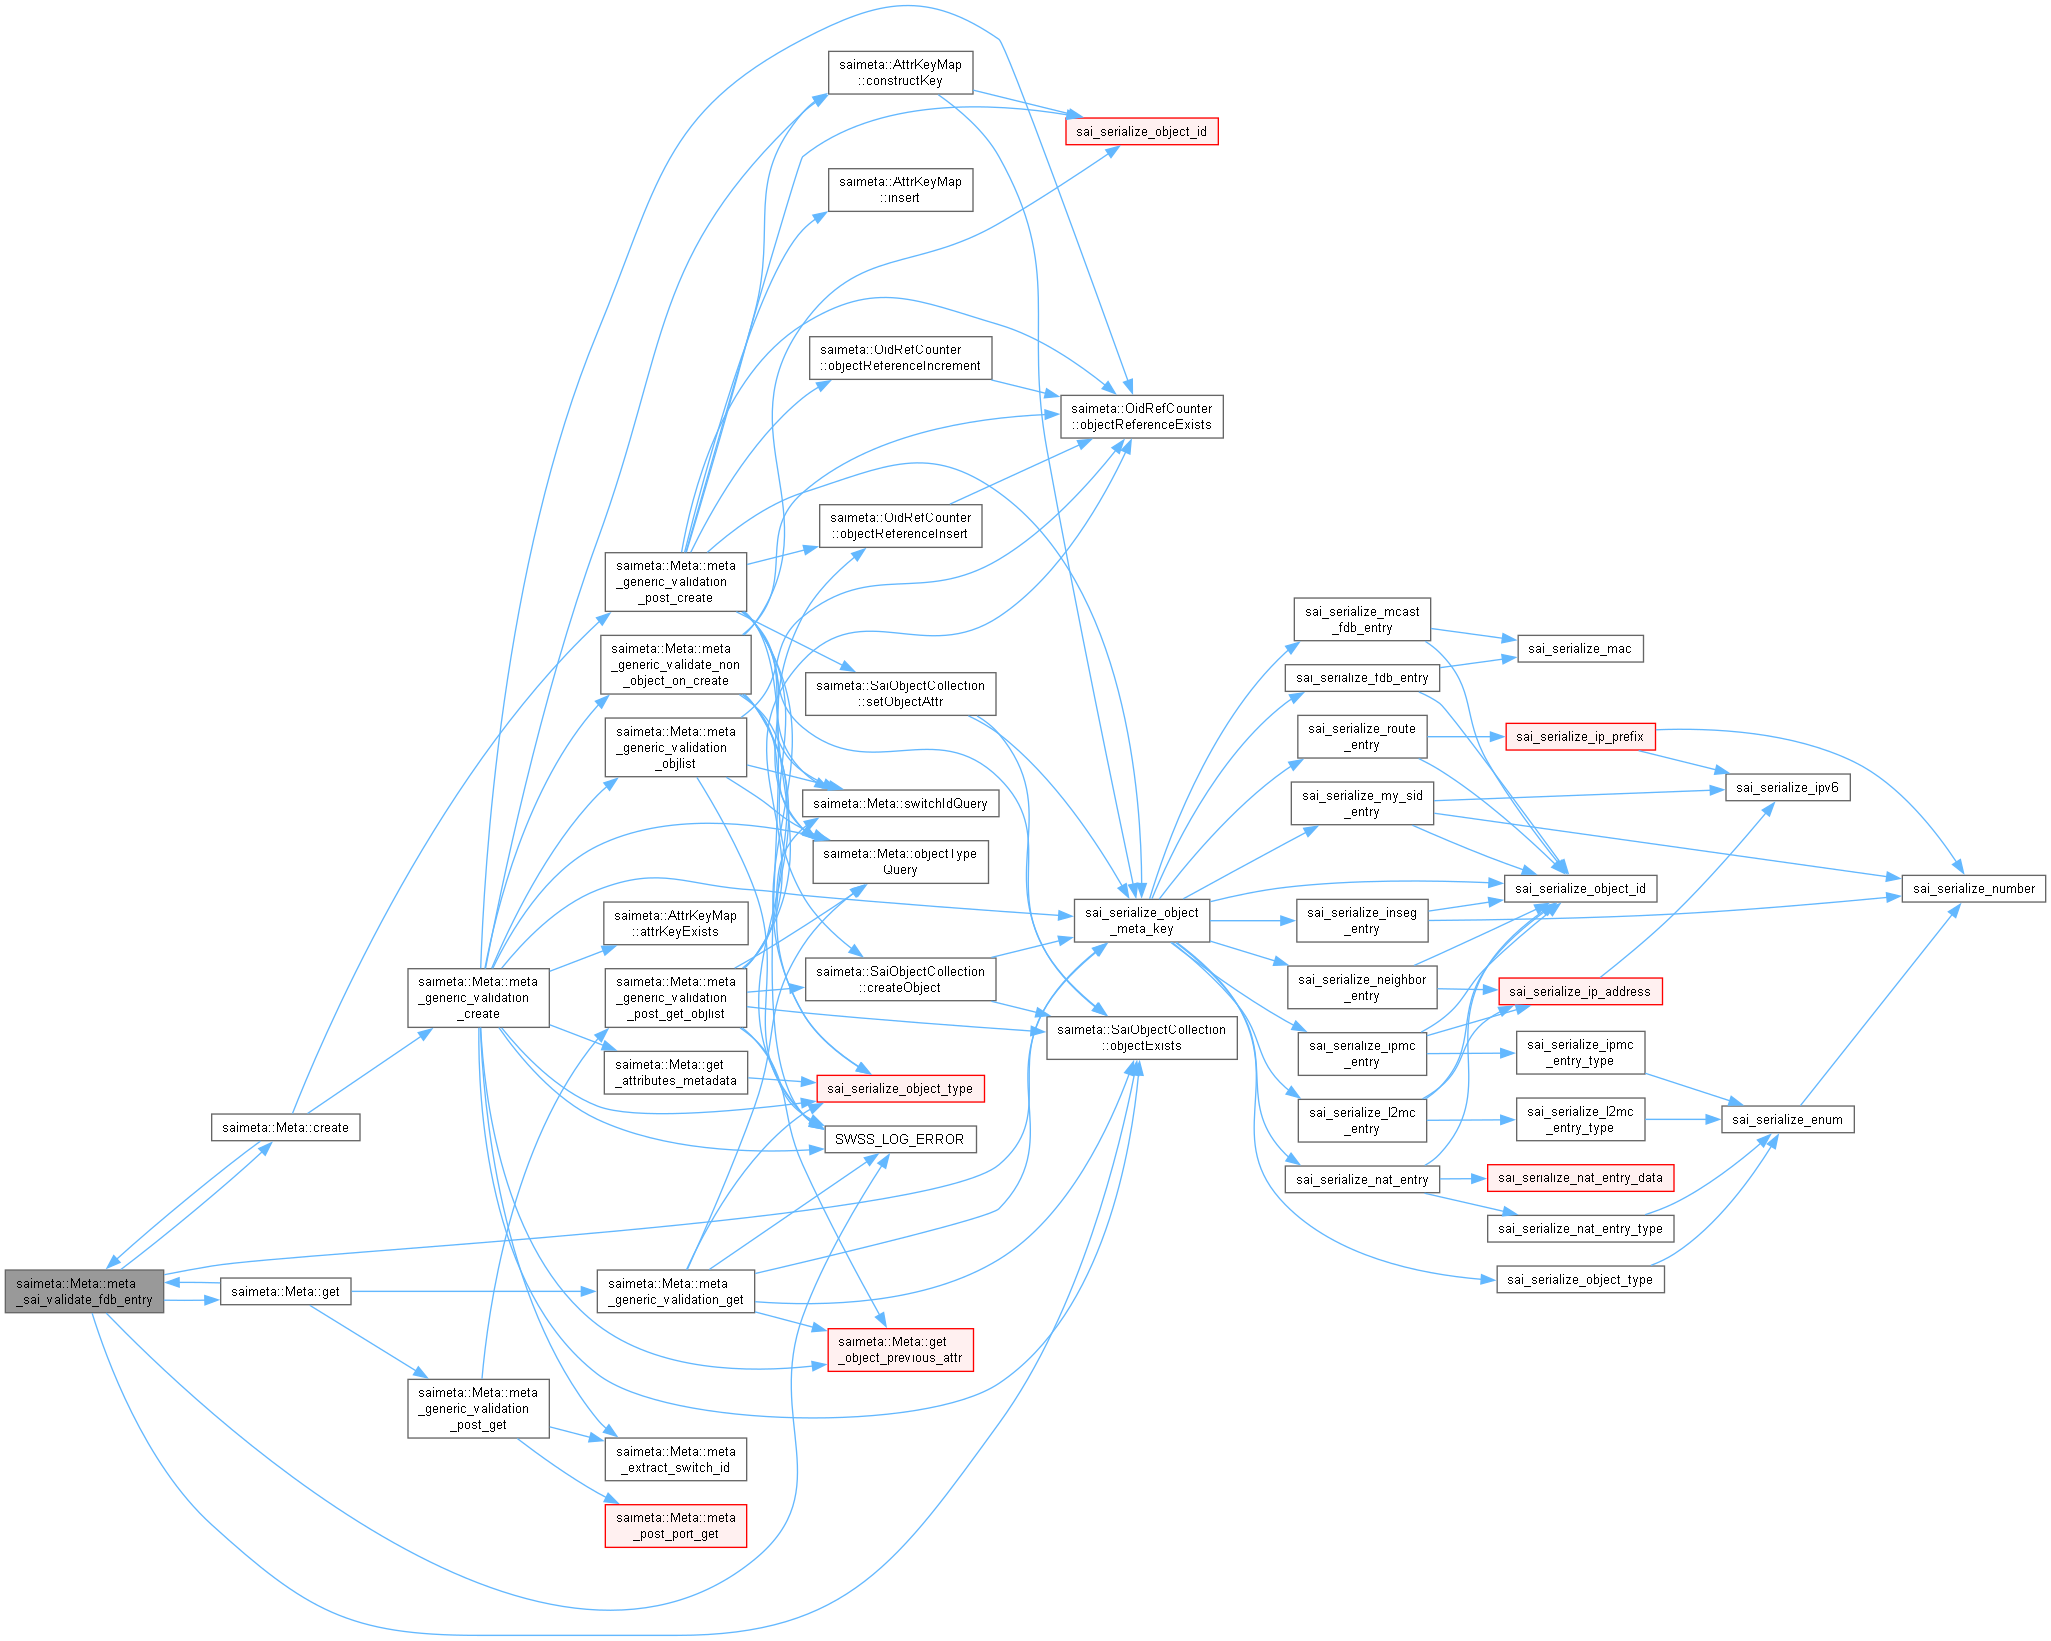 saimeta::Meta::meta
_sai_validate_fdb_entry
saimeta::Meta::create
saimeta::Meta::get
saimeta::Meta::meta
_generic_validation
_create
saimeta::Meta::meta
_generic_validation
_post_get
saimeta::Meta::meta
_generic_validation
_post_create
saimeta::Meta::meta
_generic_validate_non
_object_on_create
saimeta::Meta::meta
_generic_validation
_objlist
saimeta::AttrKeyMap
::attrKeyExists
saimeta::Meta::meta
_generic_validation
_post_get_objlist
saimeta::Meta::get
_attributes_metadata
saimeta::Meta::meta
_generic_validation_get
saimeta::Meta::meta
_extract_switch_id
saimeta::Meta::meta
_post_port_get
saimeta::AttrKeyMap
::constructKey
saimeta::AttrKeyMap
::insert
saimeta::OidRefCounter
::objectReferenceIncrement
saimeta::OidRefCounter
::objectReferenceInsert
saimeta::SaiObjectCollection
::setObjectAttr
saimeta::Meta::switchIdQuery
saimeta::Meta::objectType
Query
saimeta::SaiObjectCollection
::createObject
sai_serialize_object_type
SWSS_LOG_ERROR
saimeta::Meta::get
_object_previous_attr
sai_serialize_object_id
saimeta::OidRefCounter
::objectReferenceExists
sai_serialize_object
_meta_key
saimeta::SaiObjectCollection
::objectExists
sai_serialize_mcast
_fdb_entry
sai_serialize_fdb_entry
sai_serialize_route
_entry
sai_serialize_my_sid
_entry
sai_serialize_inseg
_entry
sai_serialize_neighbor
_entry
sai_serialize_ipmc
_entry
sai_serialize_l2mc
_entry
sai_serialize_nat_entry
sai_serialize_mac
sai_serialize_ip_prefix
sai_serialize_object_id
sai_serialize_ip_address
sai_serialize_ipmc
_entry_type
sai_serialize_l2mc
_entry_type
sai_serialize_nat_entry_data
sai_serialize_nat_entry_type
sai_serialize_object_type
sai_serialize_ipv6
sai_serialize_enum
sai_serialize_number